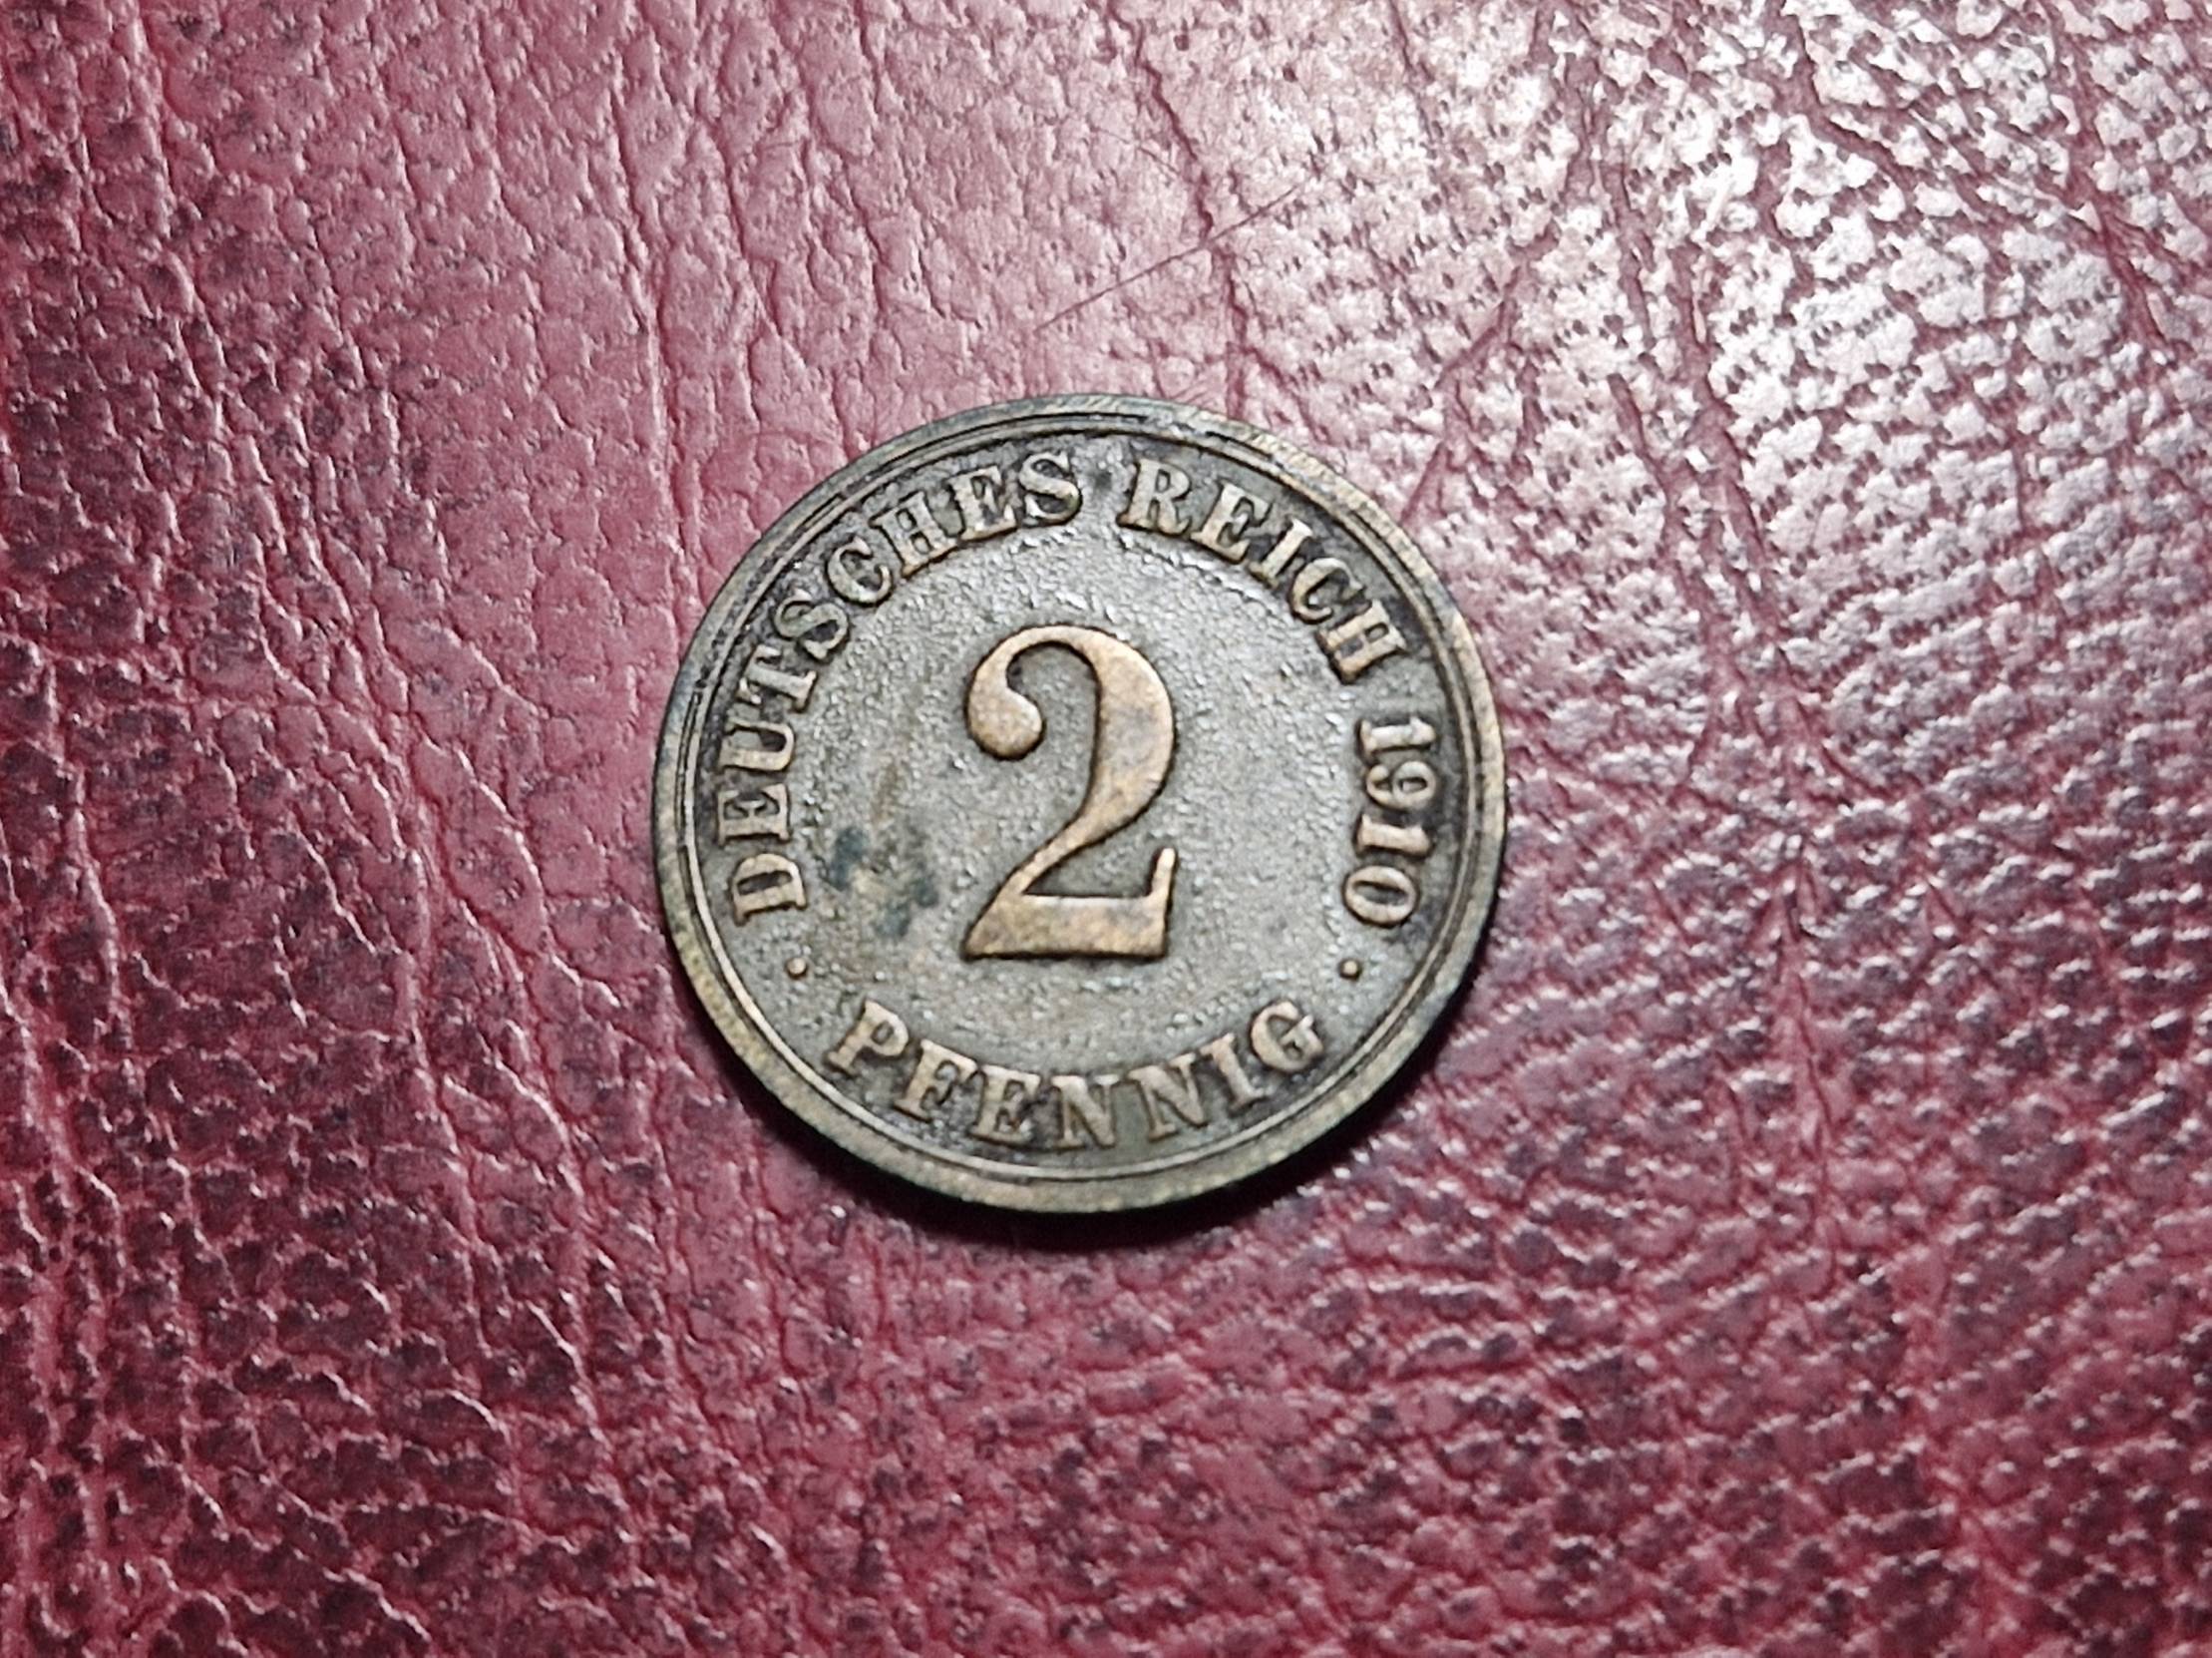 DEUTSCHES REICH 1910
2
· PFENNIG ·